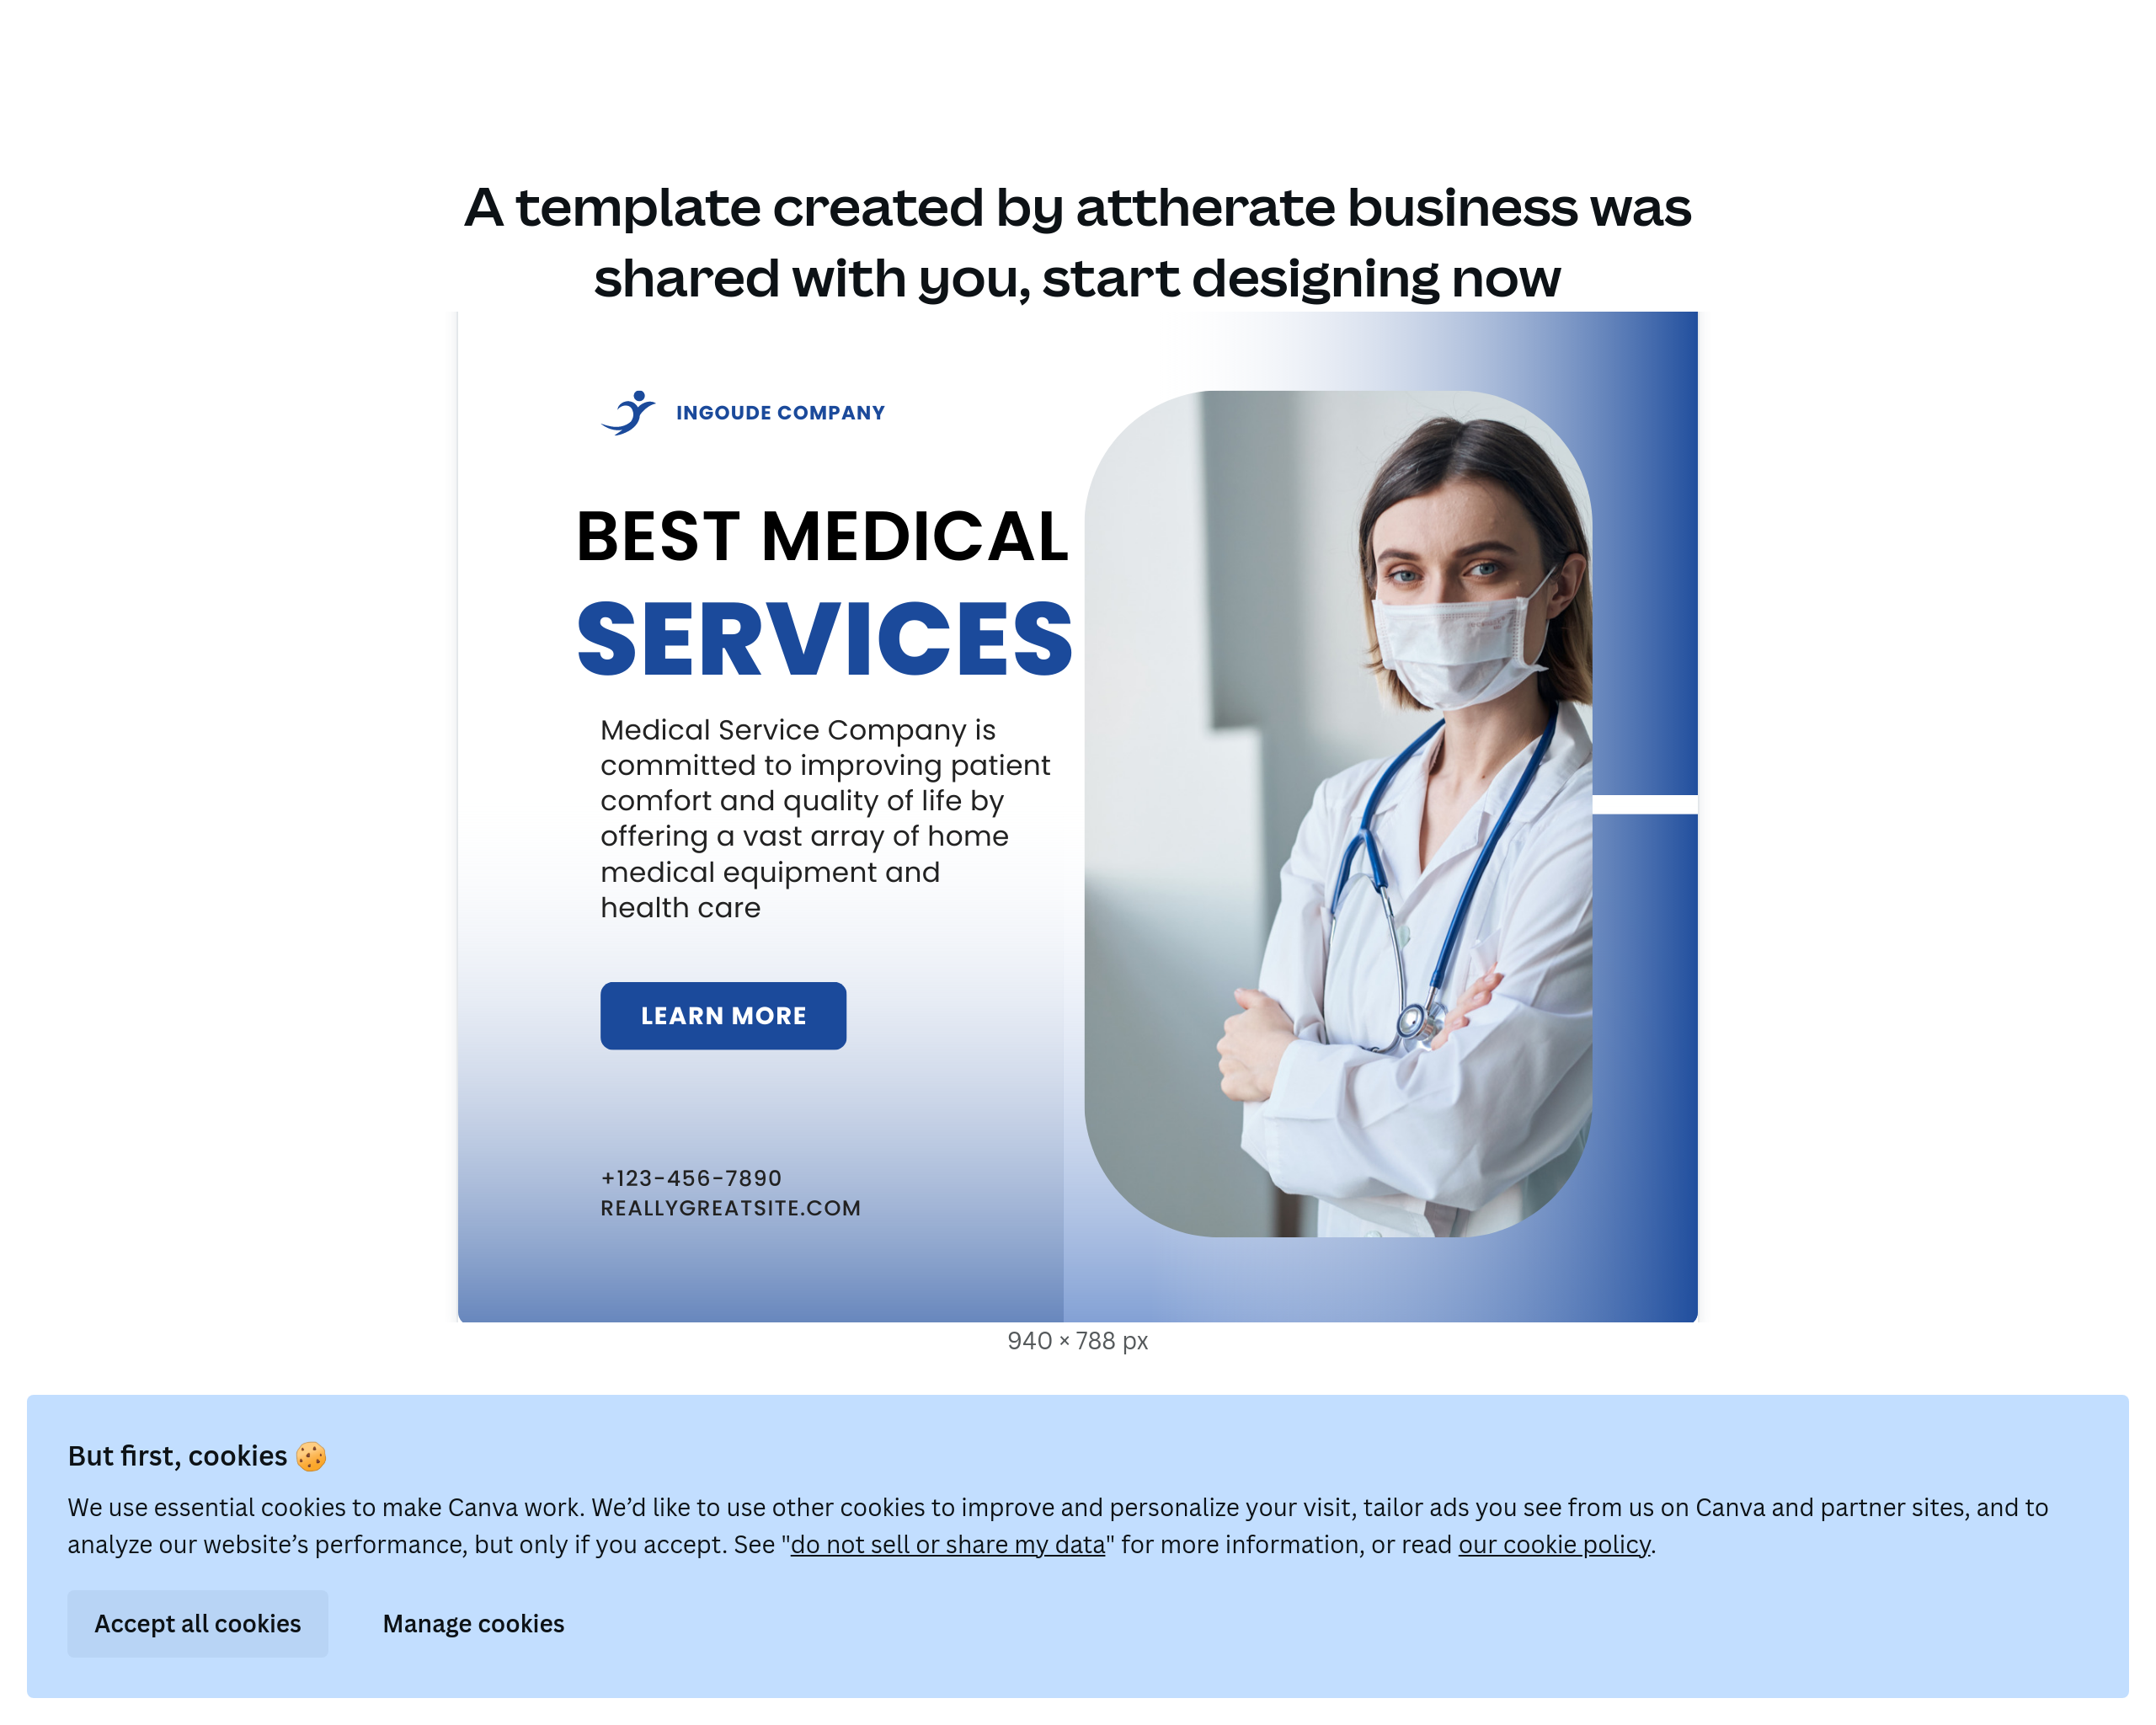 A template created by attherate business was
shared with you, start designing now
INGOUDE COMPANY
BEST MEDICAL
SERVICES
Medical Service Company is
committed to improving patient
comfort and quality of life by
offering a vast array of home
medical equipment and
health care
LEARN MORE
+123-456-7890
REALLYGREATSITE.COM
940 × 788 px
But first, cookies 🍪
We use essential cookies to make Canva work. We’d like to use other cookies to improve and personalize your visit, tailor ads you see from us on Canva and partner sites, and to
analyze our website’s performance, but only if you accept. See "do not sell or share my data" for more information, or read our cookie policy.
Accept all cookies
Manage cookies